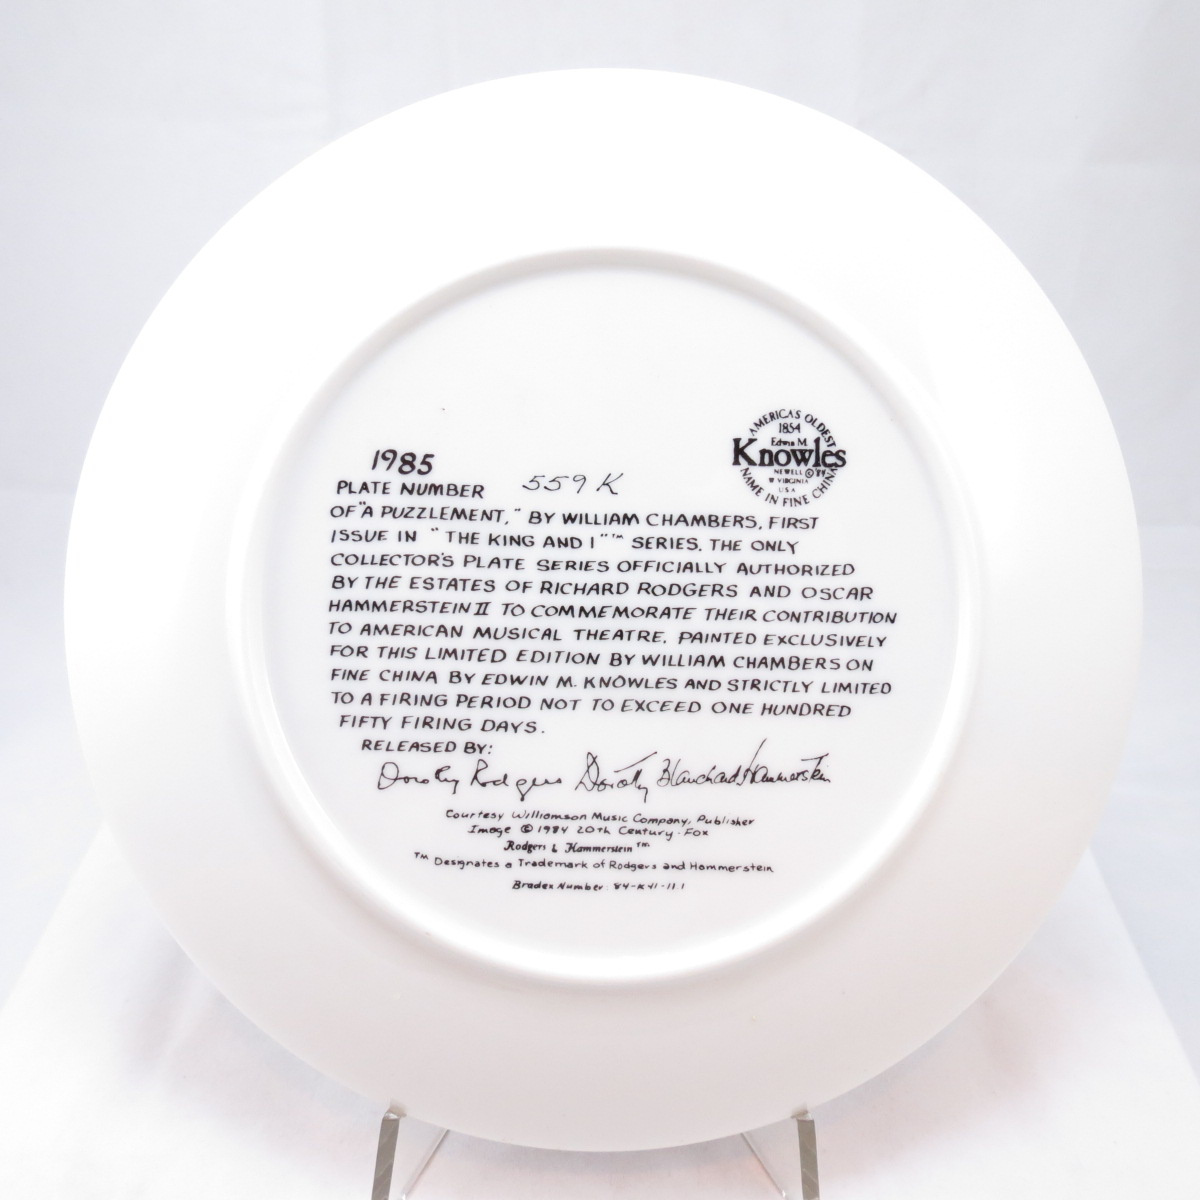 AMERICA'S OLDEST
1854
Edwin M.
Knowles
NEWELL © '84
W VIRGINIA
U.S.A.
NAME IN FINE CHINA
1985
PLATE NUMBER 559K
OF "A PUZZLEMENT," BY WILLIAM CHAMBERS, FIRST
ISSUE IN "THE KING AND I"™ SERIES. THE ONLY
COLLECTOR'S PLATE SERIES OFFICIALLY AUTHORIZED
BY THE ESTATES OF RICHARD RODGERS AND OSCAR
HAMMERSTEIN II TO COMMEMORATE THEIR CONTRIBUTION
TO AMERICAN MUSICAL THEATRE. PAINTED EXCLUSIVELY
FOR THIS LIMITED EDITION BY WILLIAM CHAMBERS ON
FINE CHINA BY EDWIN M. KNOWLES AND STRICTLY LIMITED
TO A FIRING PERIOD NOT TO EXCEED ONE HUNDRED
FIFTY FIRING DAYS.
RELEASED BY:
Dorothy Rodgers Dorothy Blanchard Hammerstein
Courtesy Williamson Music Company, Publisher
Image © 1984 20th Century-Fox
Rodgers & Hammerstein™
™ Designates a Trademark of Rodgers and Hammerstein
Bradex Number: 84-K41-11.1